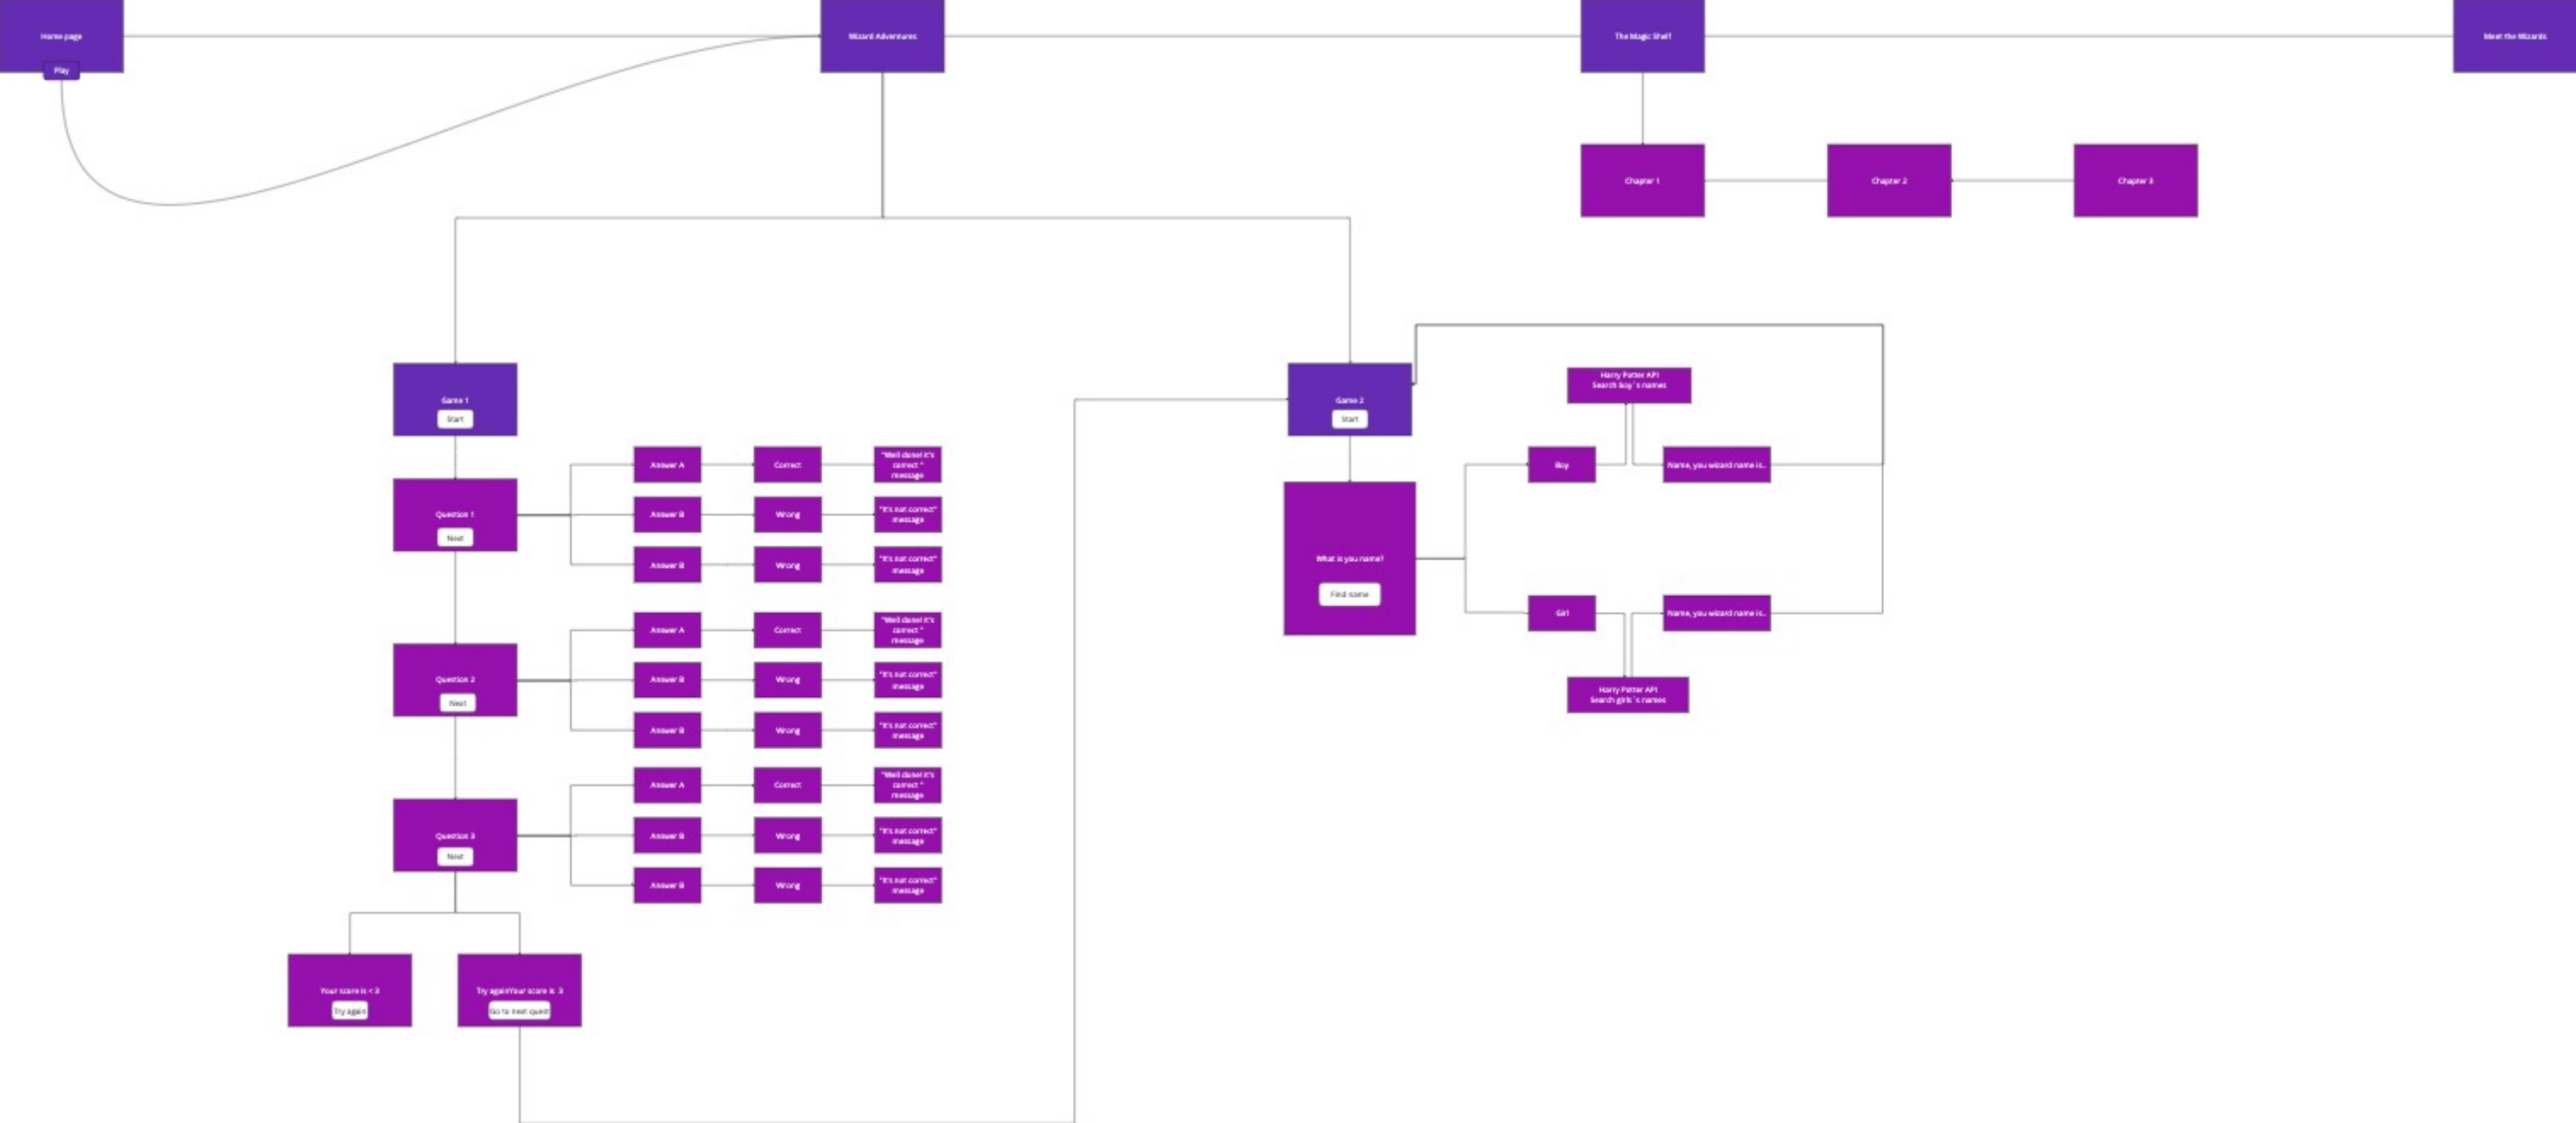 Home page
Play
Wizard Adventures
The Magic Shelf
Meet the Wizards
Chapter 1
Chapter 2
Chapter 3
Game 1
Start
Question 1
Next
Answer A
Correct
"Well done! it's
correct "
message
Answer B
Wrong
"It's not correct"
message
Answer B
Wrong
"It's not correct"
message
Question 2
Next
Answer A
Correct
"Well done! it's
correct "
message
Answer B
Wrong
"It's not correct"
message
Answer B
Wrong
"It's not correct"
message
Question 3
Next
Answer A
Correct
"Well done! it's
correct "
message
Answer B
Wrong
"It's not correct"
message
Answer B
Wrong
"It's not correct"
message
Your score is < 3
Try again
Try againYour score is 3
Go to next quest
Game 2
Start
What is you name?
Find name
Harry Potter API
Search boy´s names
Boy
Name, you wizard name is..
Girl
Name, you wizard name is..
Harry Potter API
Search girls´s names